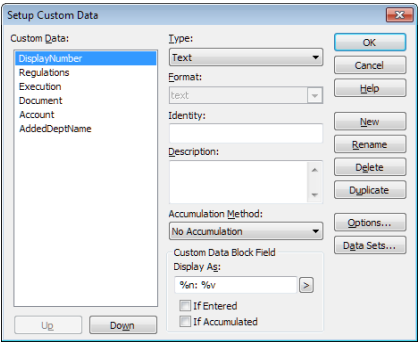 Setup Custom Data
Custom Data:
DisplayNumber
Regulations
Execution
Document
Account
AddedDeptName
Up
Down
Type:
Text
Format:
text
Identity:
Description:
Accumulation Method:
No Accumulation
Custom Data Block Field
Display As:
%n: %v
>
If Entered
If Accumulated
OK
Cancel
Help
New
Rename
Delete
Duplicate
Options...
Data Sets...